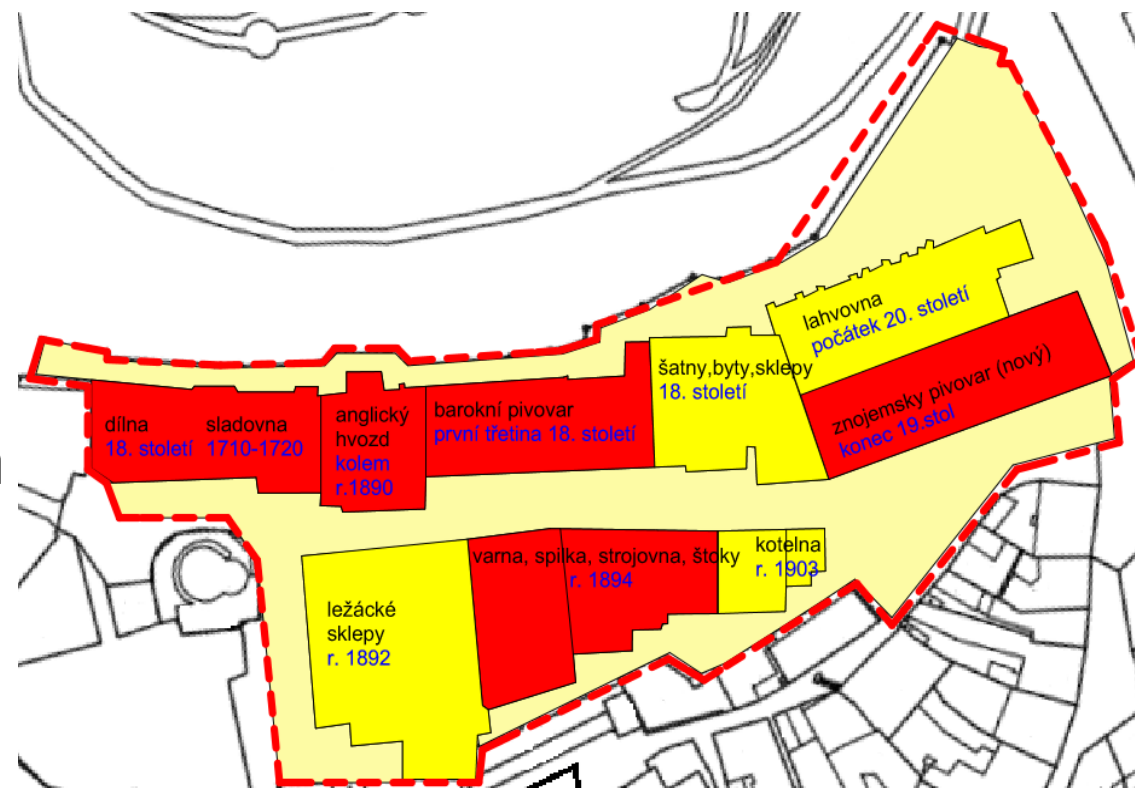 lahvovna
počátek 20. století
znojemsky pivovar (nový)
konec 19.stol
šatny,byty,sklepy
18. století
barokní pivovar
první třetina 18. století
anglický
hvozd
kolem
r.1890
dílna
18. století
sladovna
1710-1720
varna, spilka, strojovna, štoky
r. 1894
kotelna
r. 1903
ležácké
sklepy
r. 1892